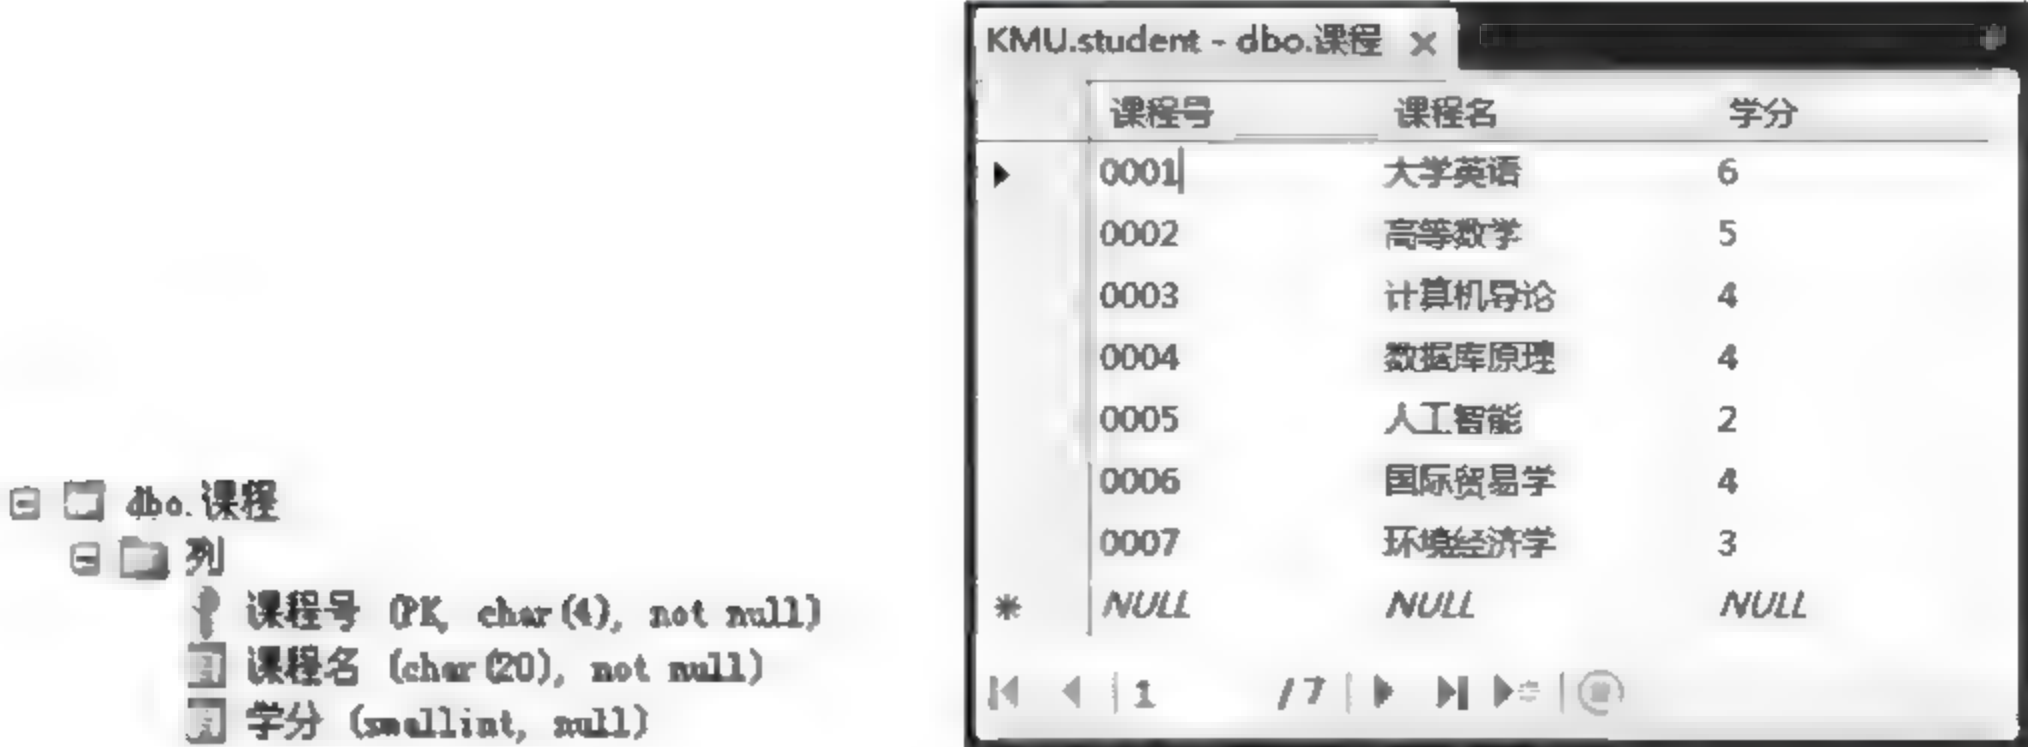 dbo.课程
列
课程号 (PK, char(4), not null)
课程名 (char(20), not null)
学分 (smallint, null)
KMU.student - dbo.课程 ×
课程号 课程名 学分
0001 大学英语 6
0002 高等数学 5
0003 计算机导论 4
0004 数据库原理 4
0005 人工智能 2
0006 国际贸易学 4
0007 环境经济学 3
* NULL NULL NULL
1 / 7